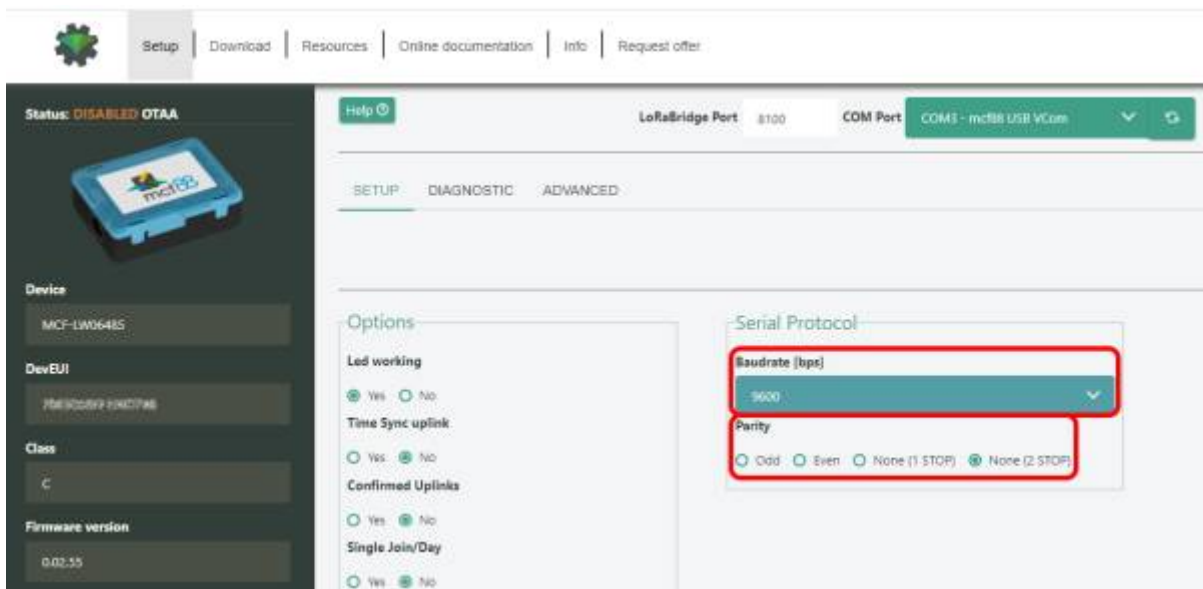 Setup Download Resources Online documentation Info Request offer
Status: DISABLED OTAA
Help
LoRaBridge Port 8100 COM Port COM3 - mcf88 USB VCom
mcf88
SETUP DIAGNOSTIC ADVANCED
Device
MCF-LW06485
DevEUI
Class
C
Firmware version
0.02.55
Options
Led working
Yes No
Time Sync uplink
Yes No
Confirmed Uplinks
Yes No
Single Join/Day
Yes No
Serial Protocol
Baudrate [bps]
9600
Parity
Odd Even None (1 STOP) None (2 STOP)